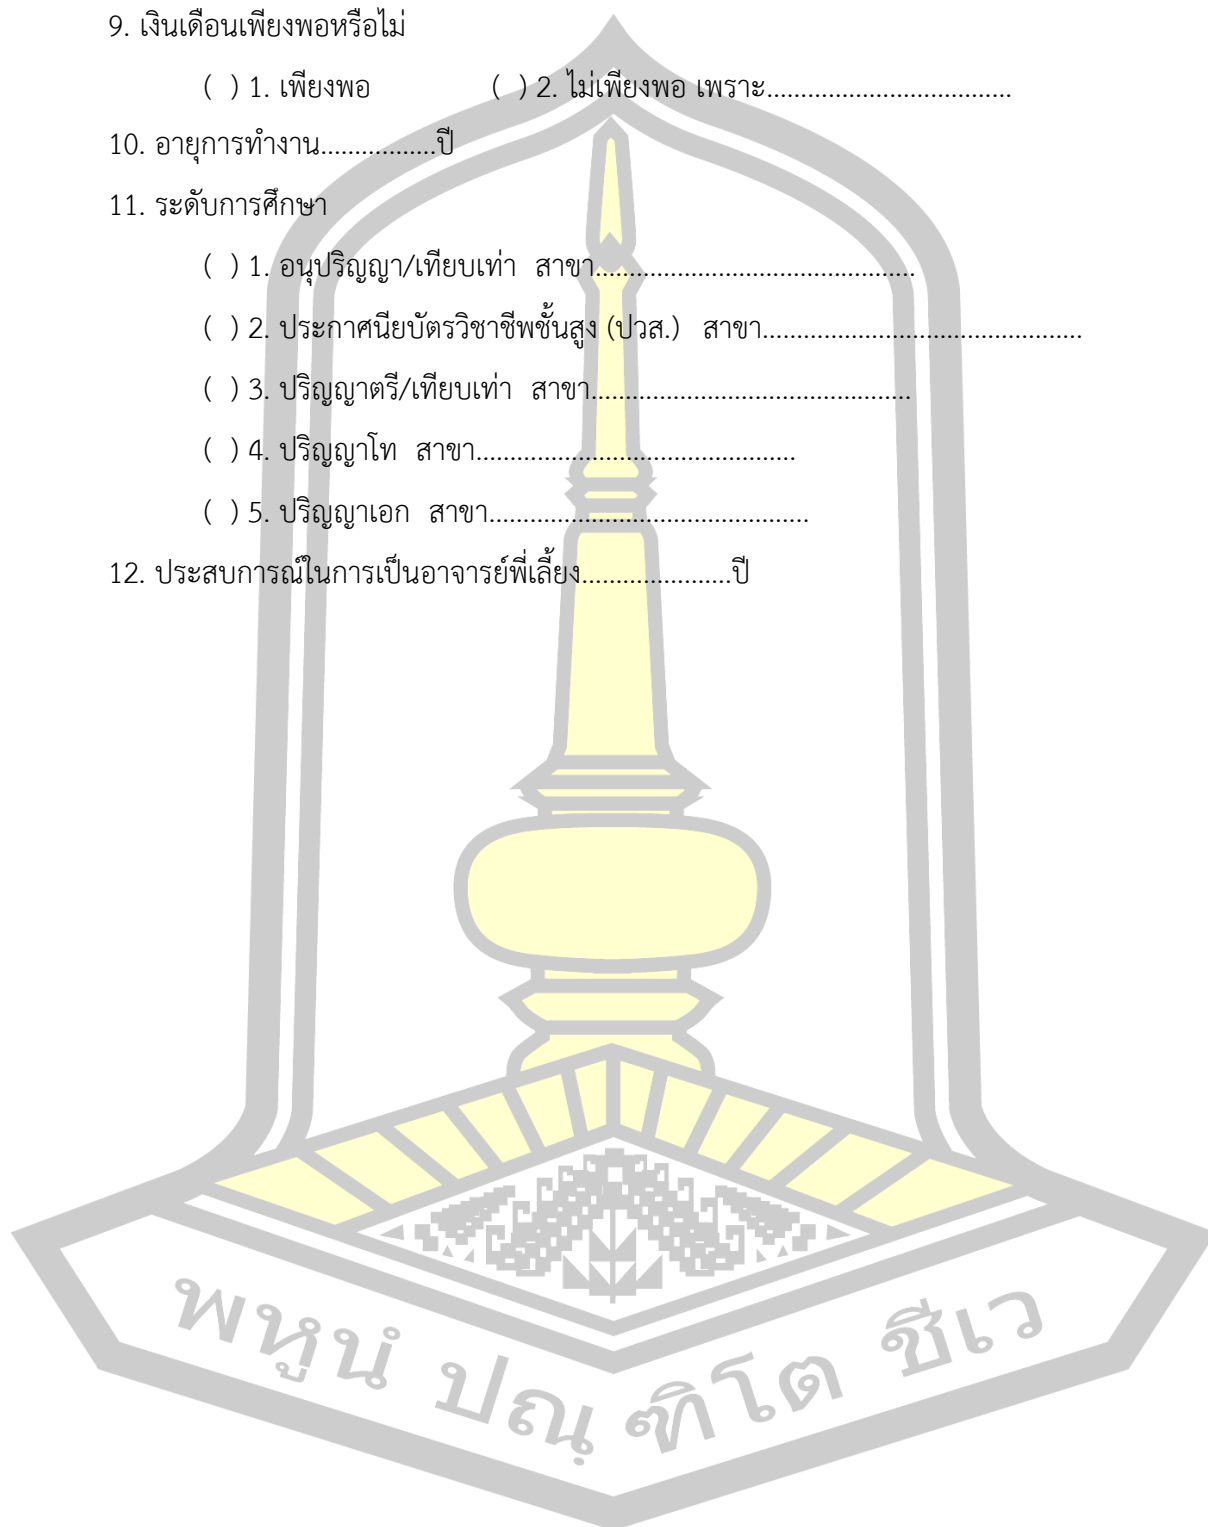 9. เงินเดือนเพียงพอหรือไม่
( ) 1. เพียงพอ ( ) 2. ไม่เพียงพอ เพราะ....................................
10. อายุการทำงาน.................ปี
11. ระดับการศึกษา
( ) 1. อนุปริญญา/เทียบเท่า สาขา...............................................
( ) 2. ประกาศนียบัตรวิชาชีพชั้นสูง (ปวส.) สาขา...............................................
( ) 3. ปริญญาตรี/เทียบเท่า สาขา...............................................
( ) 4. ปริญญาโท สาขา...............................................
( ) 5. ปริญญาเอก สาขา...............................................
12. ประสบการณ์ในการเป็นอาจารย์พี่เลี้ยง......................ปี
พหูนํ ปณฺฑิโต ชีเว